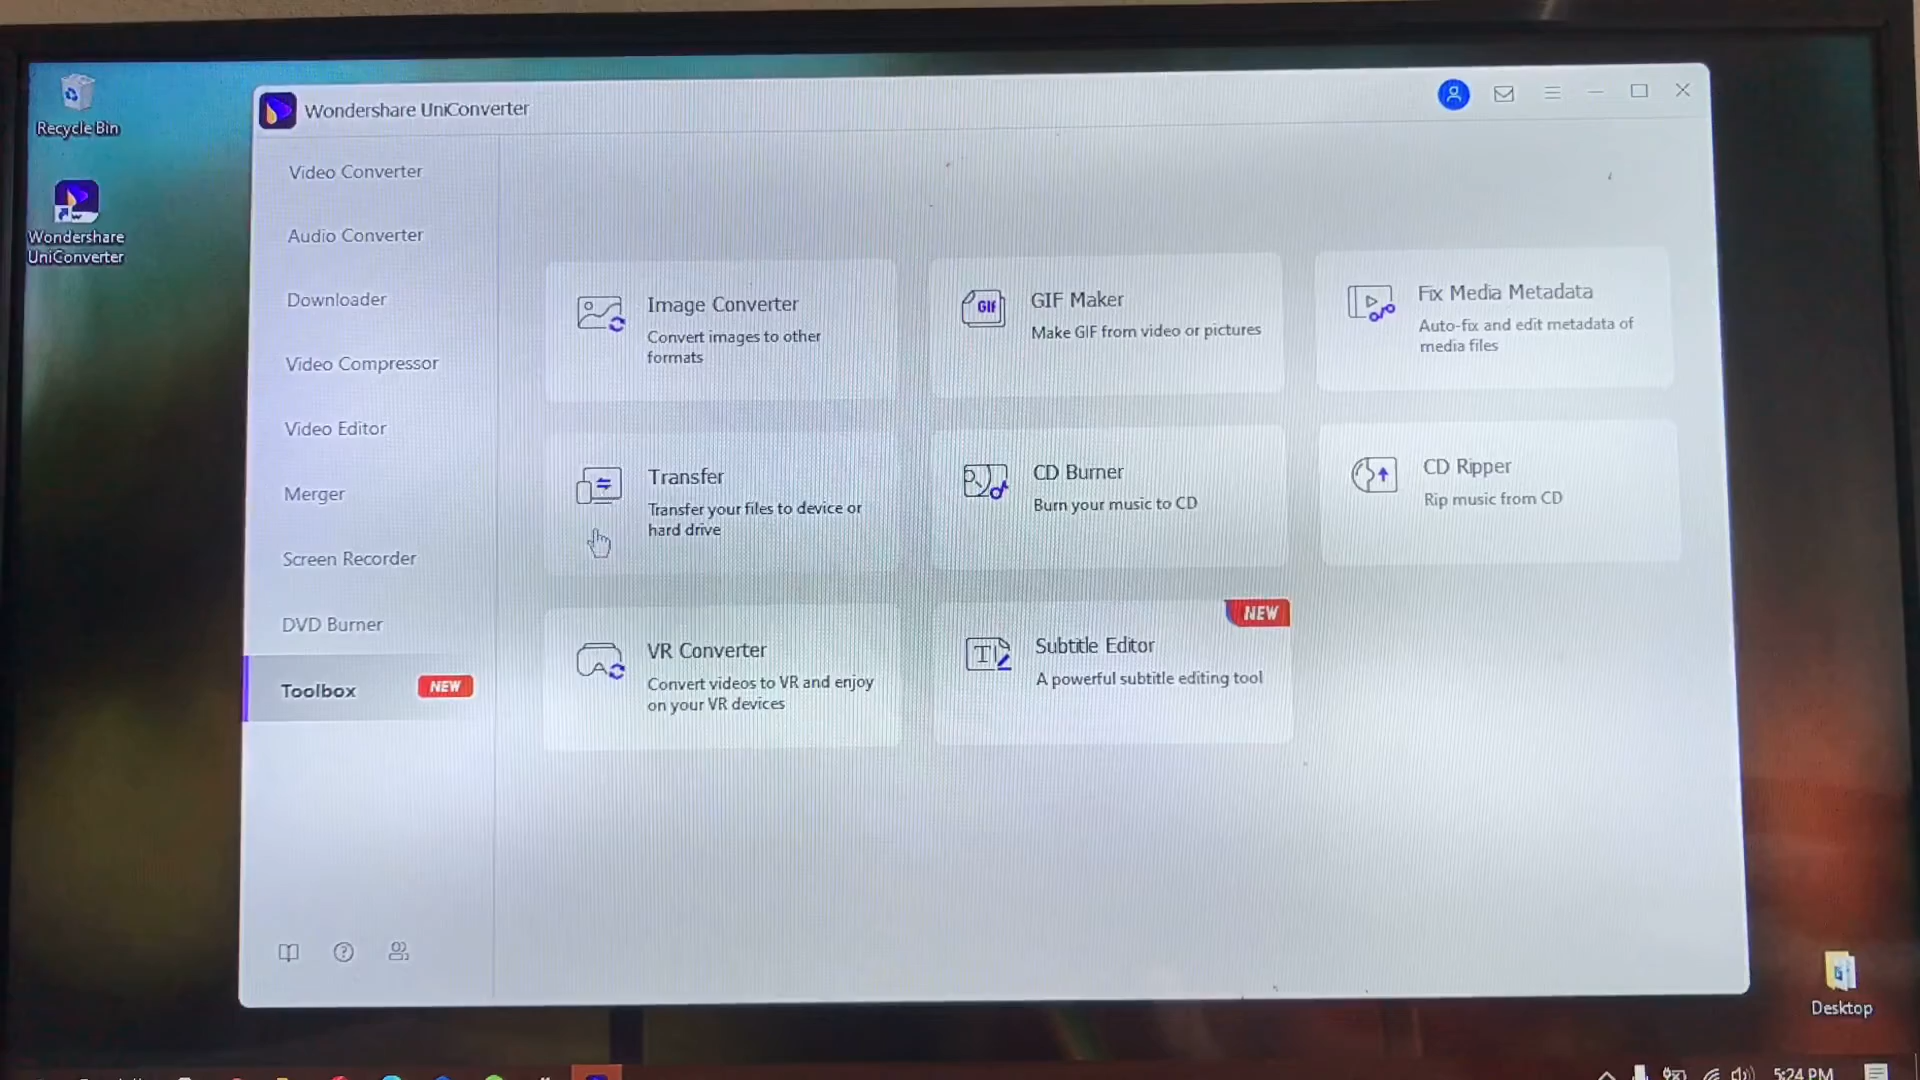 Recycle Bin
Wondershare
UniConverter
Wondershare UniConverter
Video Converter
Audio Converter
Downloader
Video Compressor
Video Editor
Merger
Screen Recorder
DVD Burner
Toolbox
NEW
Image Converter
Convert images to other
formats
GIF
GIF Maker
Make GIF from video or pictures
Fix Media Metadata
Auto-fix and edit metadata of
media files
Transfer
Transfer your files to device or
hard drive
CD Burner
Burn your music to CD
CD Ripper
Rip music from CD
VR Converter
Convert videos to VR and enjoy
on your VR devices
NEW
T
Subtitle Editor
A powerful subtitle editing tool
Desktop
5:24 PM